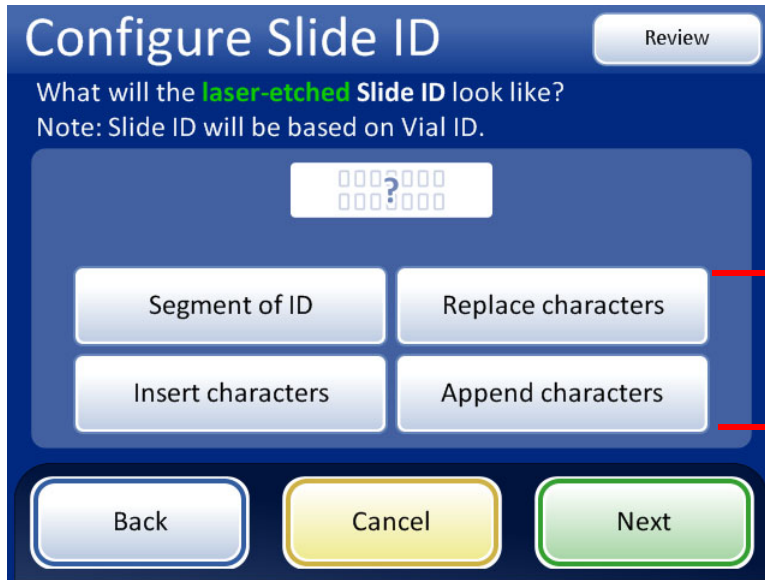 Configure Slide ID
Review
What will the laser-etched Slide ID look like?
Note: Slide ID will be based on Vial ID.
?
Segment of ID
Replace characters
Insert characters
Append characters
Back
Cancel
Next